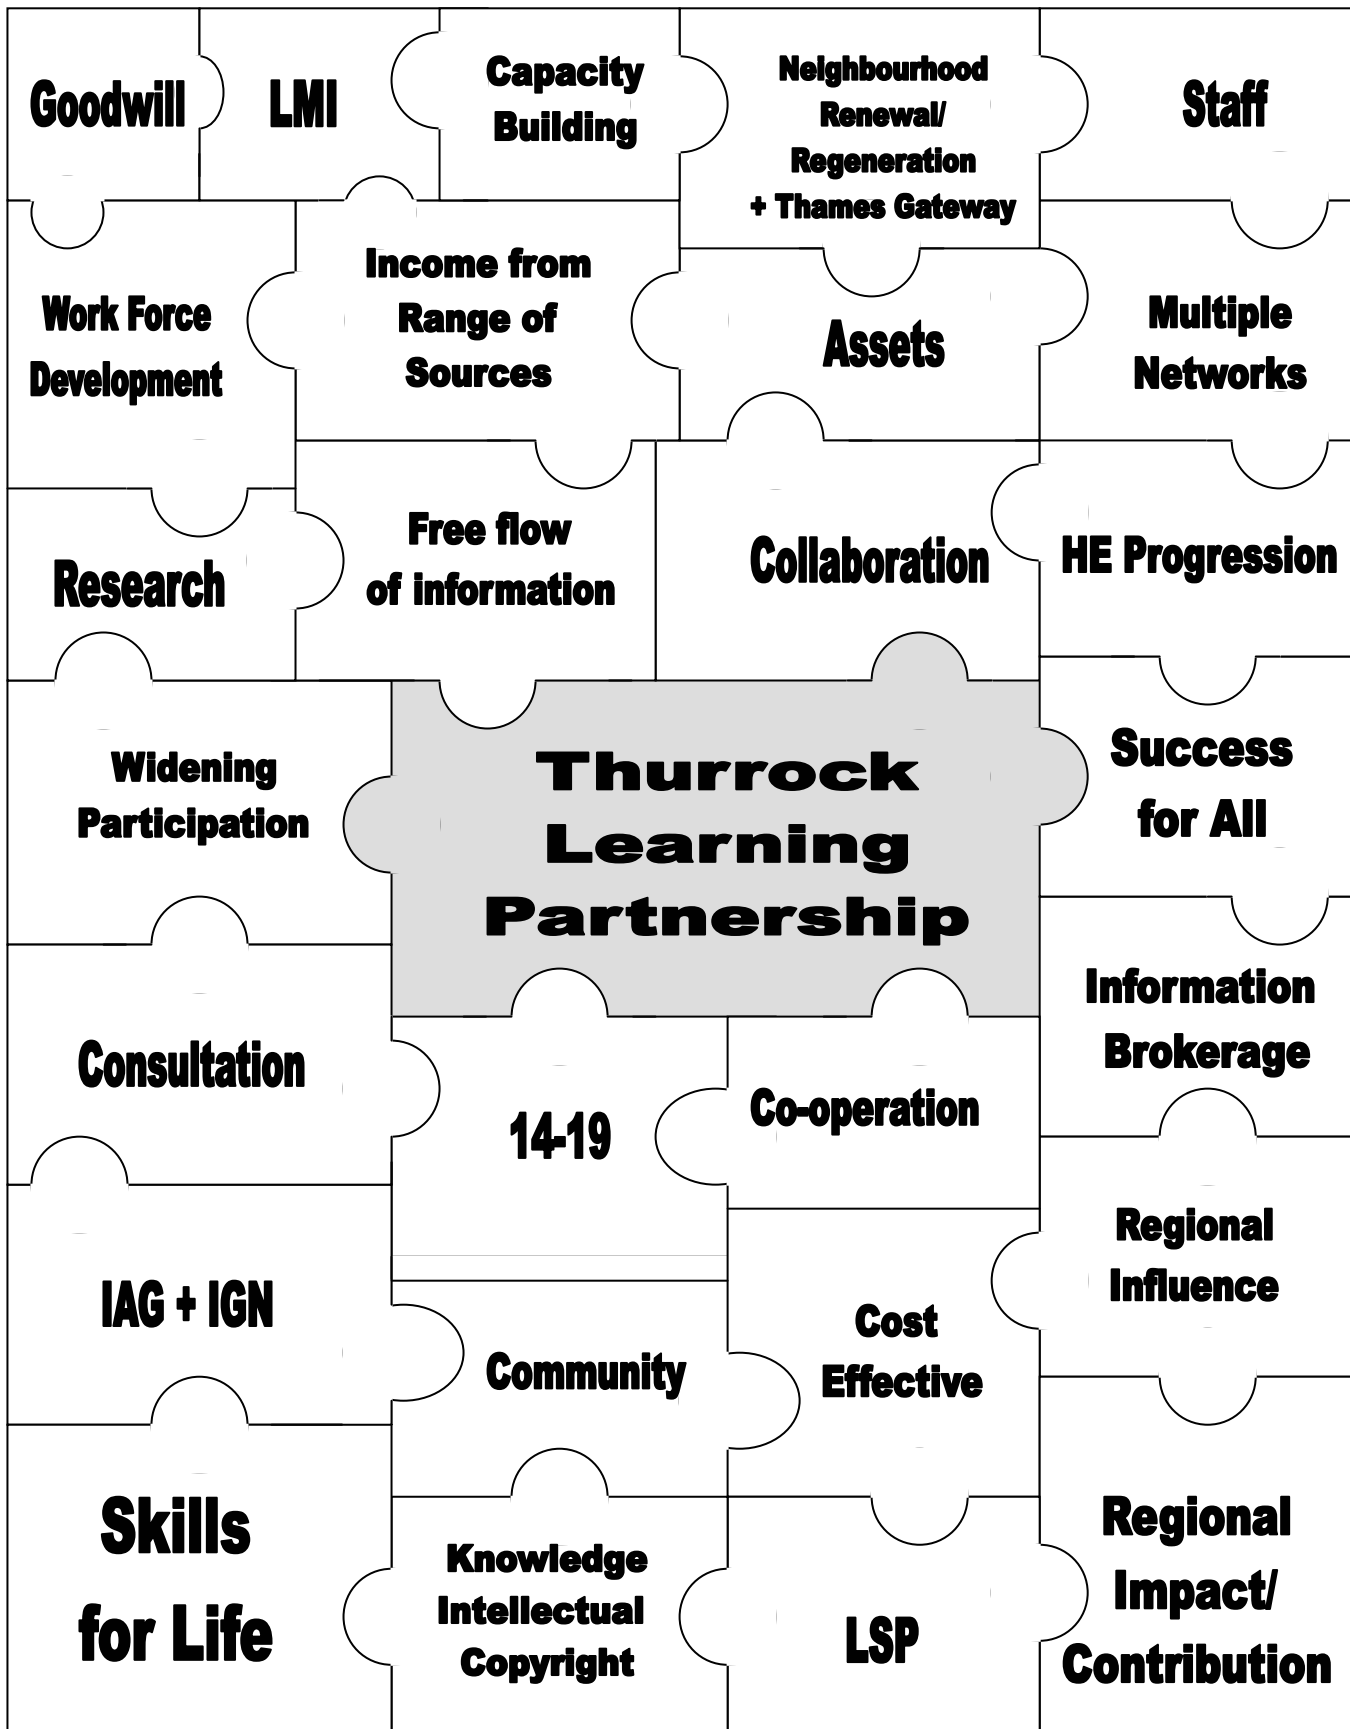 Goodwill
LMI
Capacity
Building
Neighbourhood
Renewal/
Regeneration
+ Thames Gateway
Staff
Work Force
Development
Income from
Range of
Sources
Assets
Multiple
Networks
Research
Free flow
of information
Collaboration
HE Progression
Widening
Participation
Thurrock
Learning
Partnership
Success
for All
Consultation
14-19
Co-operation
Information
Brokerage
IAG + IGN
Community
Cost
Effective
Regional
Influence
Skills
for Life
Knowledge
Intellectual
Copyright
LSP
Regional
Impact/
Contribution